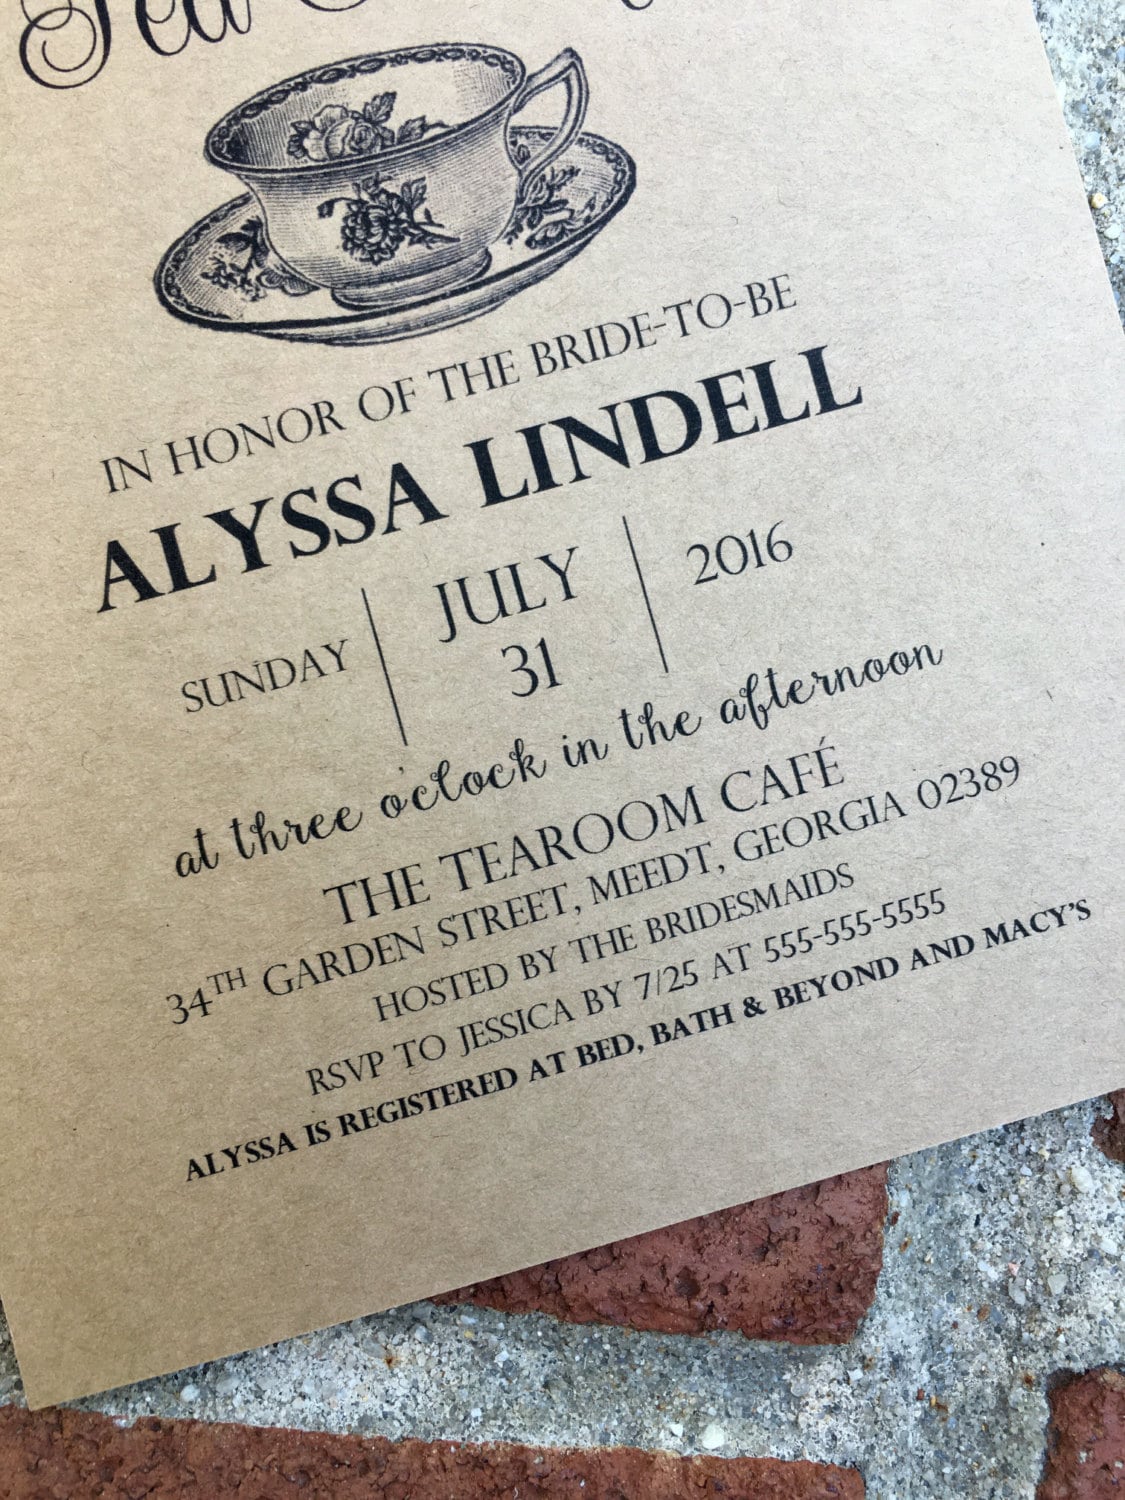 Tea
IN HONOR OF THE BRIDE-TO-BE
ALYSSA LINDELL
SUNDAY
JULY
31
2016
at three o'clock in the afternoon
THE TEAROOM CAFÉ
34TH GARDEN STREET, MEEDT, GEORGIA 02389
HOSTED BY THE BRIDESMAIDS
RSVP TO JESSICA BY 7/25 AT 555-555-5555
ALYSSA IS REGISTERED AT BED, BATH & BEYOND AND MACY'S